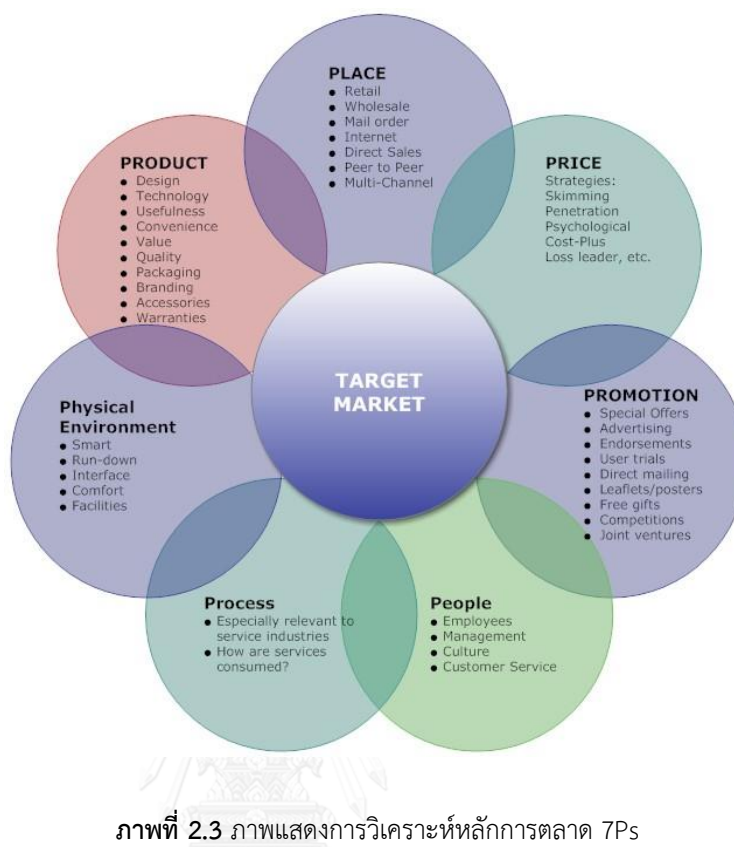 PLACE
● Retail
● Wholesale
● Mail order
● Internet
● Direct Sales
● Peer to Peer
● Multi-Channel
PRODUCT
● Design
● Technology
● Usefulness
● Convenience
● Value
● Quality
● Packaging
● Branding
● Accessories
● Warranties
PRICE
Strategies:
Skimming
Penetration
Psychological
Cost-Plus
Loss leader, etc.
TARGET
MARKET
Physical
Environment
● Smart
● Run-down
● Interface
● Comfort
● Facilities
PROMOTION
● Special Offers
● Advertising
● Endorsements
● User trials
● Direct mailing
● Leaflets/posters
● Free gifts
● Competitions
● Joint ventures
Process
● Especially relevant to
service industries
● How are services
consumed?
People
● Employees
● Management
● Culture
● Customer Service
ภาพที่ 2.3 ภาพแสดงการวิเคราะห์หลักการตลาด 7Ps